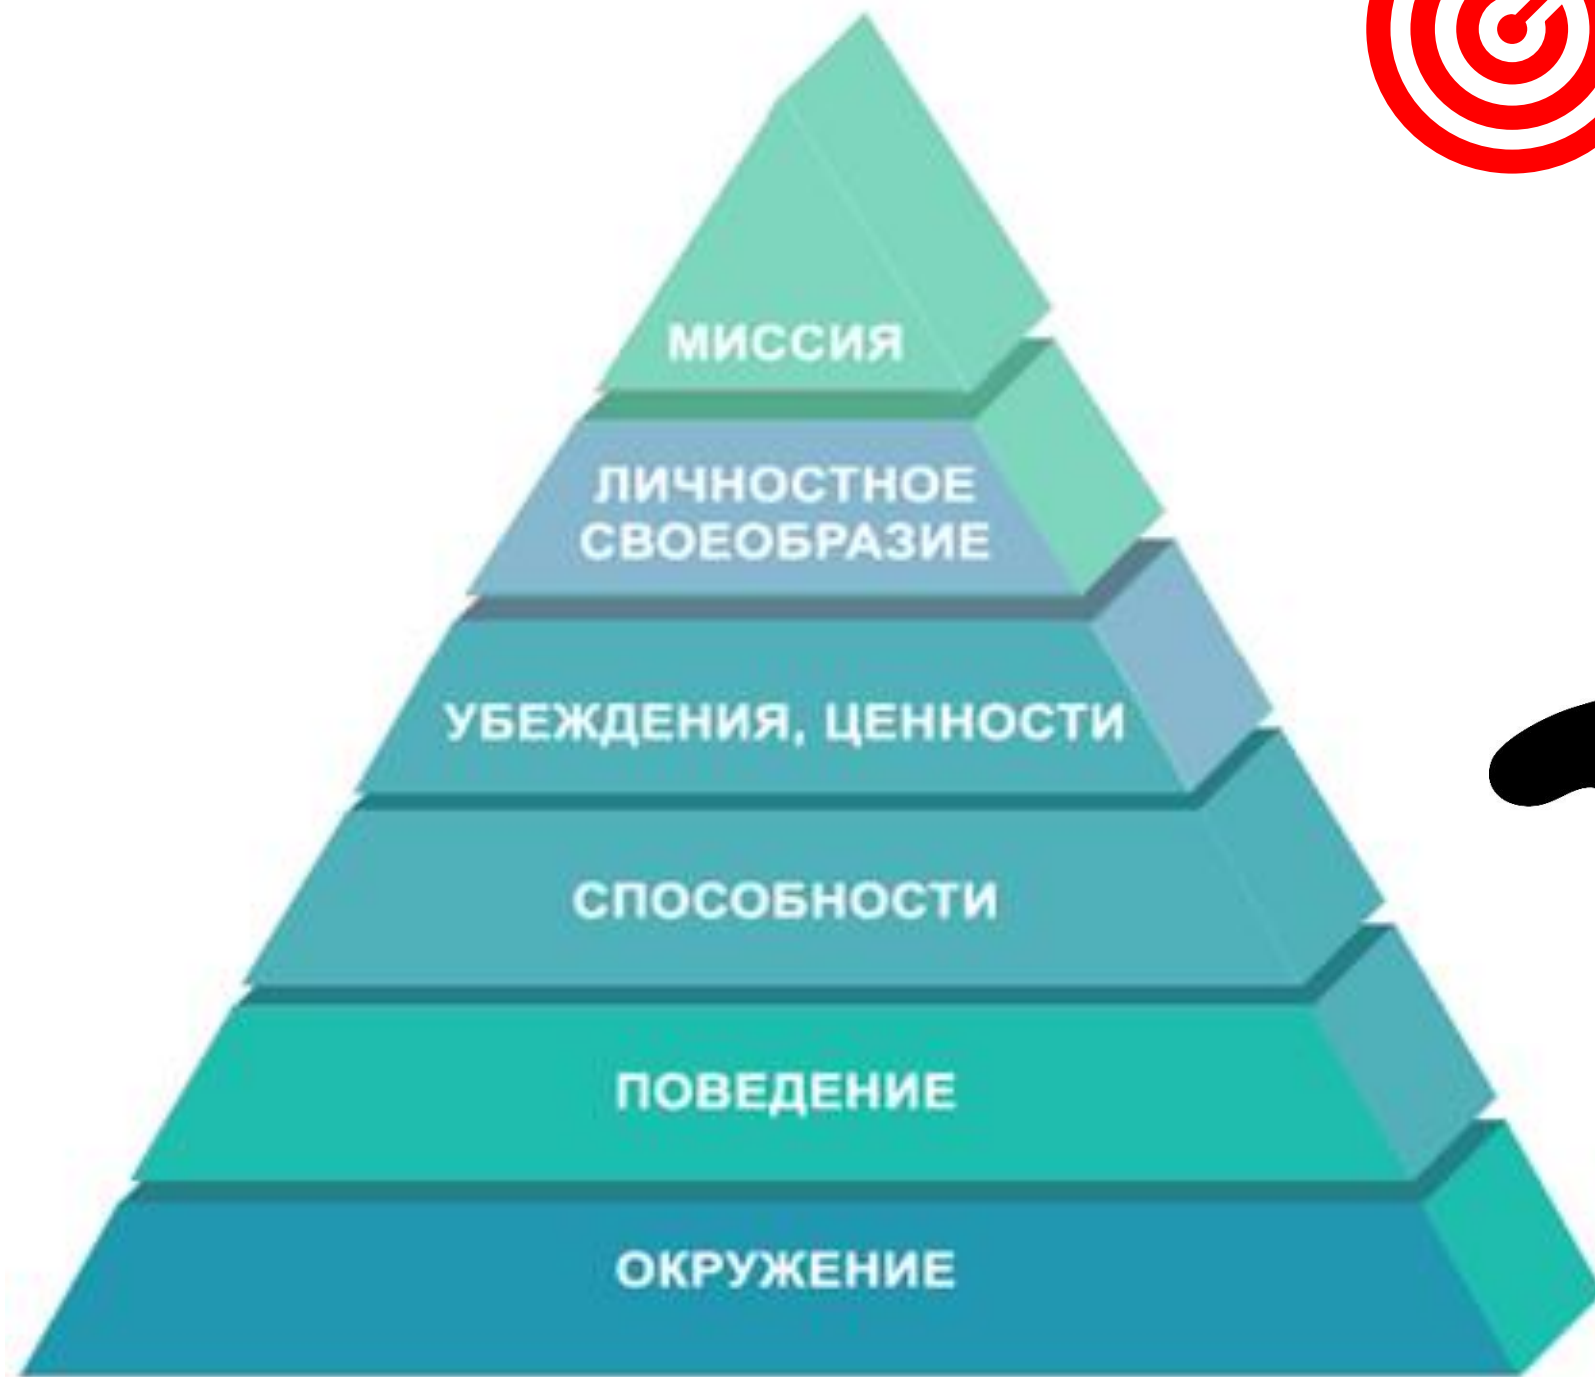 МИССИЯ
ЛИЧНОСТНОЕ
СВОЕОБРАЗИЕ
УБЕЖДЕНИЯ, ЦЕННОСТИ
СПОСОБНОСТИ
ПОВЕДЕНИЕ
ОКРУЖЕНИЕ